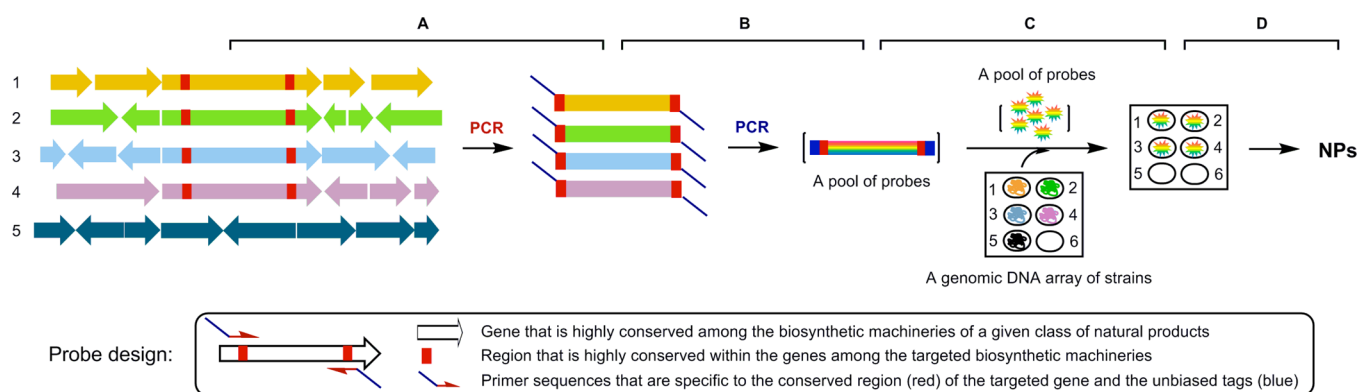 A B C D
1
2
3
4
5
PCR
PCR
A pool of probes
A pool of probes
1 2
3 4
5 6
A genomic DNA array of strains
1 2
3 4
5 6
NPs
Probe design:
Gene that is highly conserved among the biosynthetic machineries of a given class of natural products
Region that is highly conserved within the genes among the targeted biosynthetic machineries
Primer sequences that are specific to the conserved region (red) of the targeted gene and the unbiased tags (blue)